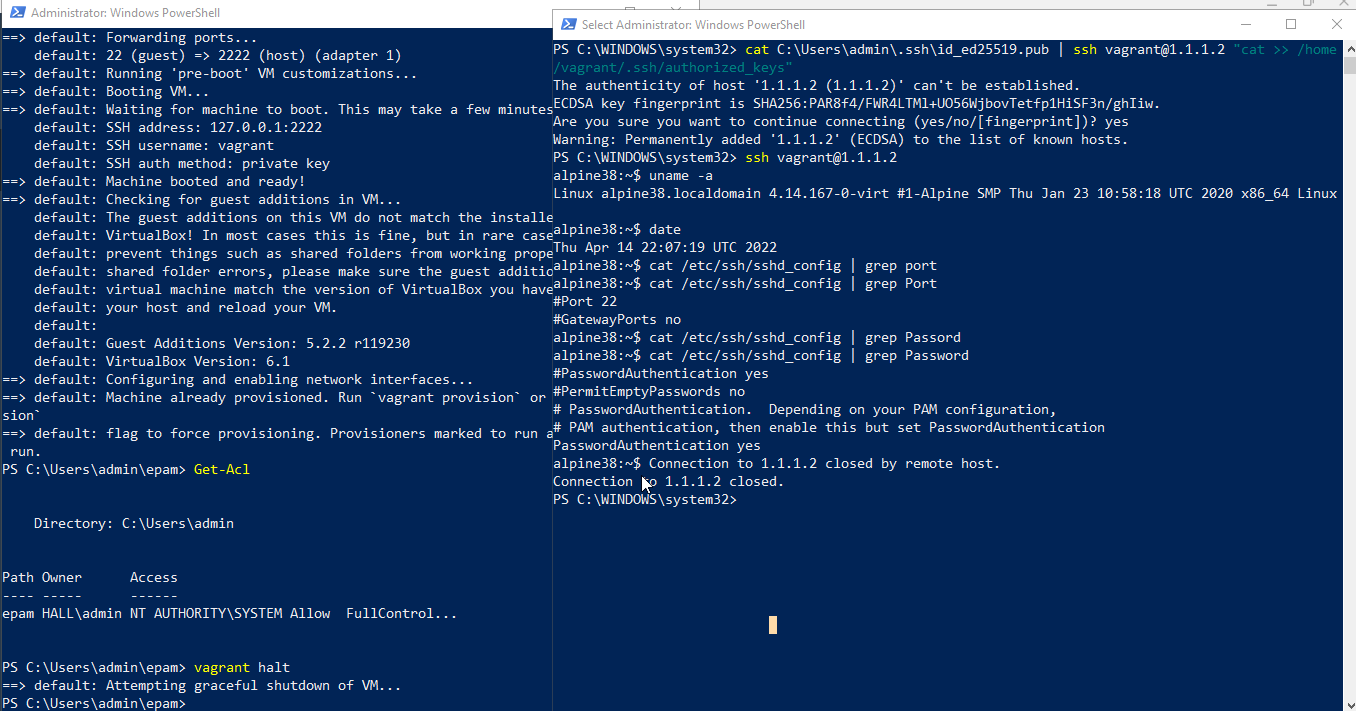 Administrator: Windows PowerShell
==> default: Forwarding ports...
default: 22 (guest) => 2222 (host) (adapter 1)
==> default: Running 'pre-boot' VM customizations...
==> default: Booting VM...
==> default: Waiting for machine to boot. This may take a few minutes
default: SSH address: 127.0.0.1:2222
default: SSH username: vagrant
default: SSH auth method: private key
==> default: Machine booted and ready!
==> default: Checking for guest additions in VM...
default: The guest additions on this VM do not match the installe
default: VirtualBox! In most cases this is fine, but in rare case
default: prevent things such as shared folders from working prope
default: shared folder errors, please make sure the guest additio
default: virtual machine match the version of VirtualBox you have
default: your host and reload your VM.
default:
default: Guest Additions Version: 5.2.2 r119230
default: VirtualBox Version: 6.1
==> default: Configuring and enabling network interfaces...
==> default: Machine already provisioned. Run `vagrant provision` or
sion`
==> default: flag to force provisioning. Provisioners marked to run a
run.
PS C:\Users\admin\epam> Get-Acl
Directory: C:\Users\admin
Path Owner Access
---- ----- ------
epam HALL\admin NT AUTHORITY\SYSTEM Allow FullControl...
PS C:\Users\admin\epam> vagrant halt
==> default: Attempting graceful shutdown of VM...
PS C:\Users\admin\epam>
Select Administrator: Windows PowerShell
PS C:\WINDOWS\system32> cat C:\Users\admin\.ssh\id_ed25519.pub | ssh vagrant@1.1.1.2 "cat >> /home
/vagrant/.ssh/authorized_keys"
The authenticity of host '1.1.1.2 (1.1.1.2)' can't be established.
ECDSA key fingerprint is SHA256:PAR8f4/FWR4LTMl+UO56WjbovTetfp1HiSF3n/ghIiw.
Are you sure you want to continue connecting (yes/no/[fingerprint])? yes
Warning: Permanently added '1.1.1.2' (ECDSA) to the list of known hosts.
PS C:\WINDOWS\system32> ssh vagrant@1.1.1.2
alpine38:~$ uname -a
Linux alpine38.localdomain 4.14.167-0-virt #1-Alpine SMP Thu Jan 23 10:58:18 UTC 2020 x86_64 Linux
alpine38:~$ date
Thu Apr 14 22:07:19 UTC 2022
alpine38:~$ cat /etc/ssh/sshd_config | grep port
alpine38:~$ cat /etc/ssh/sshd_config | grep Port
#Port 22
#GatewayPorts no
alpine38:~$ cat /etc/ssh/sshd_config | grep Passord
alpine38:~$ cat /etc/ssh/sshd_config | grep Password
#PasswordAuthentication yes
#PermitEmptyPasswords no
# PasswordAuthentication. Depending on your PAM configuration,
# PAM authentication, then enable this but set PasswordAuthentication
PasswordAuthentication yes
alpine38:~$ Connection to 1.1.1.2 closed by remote host.
Connection to 1.1.1.2 closed.
PS C:\WINDOWS\system32>